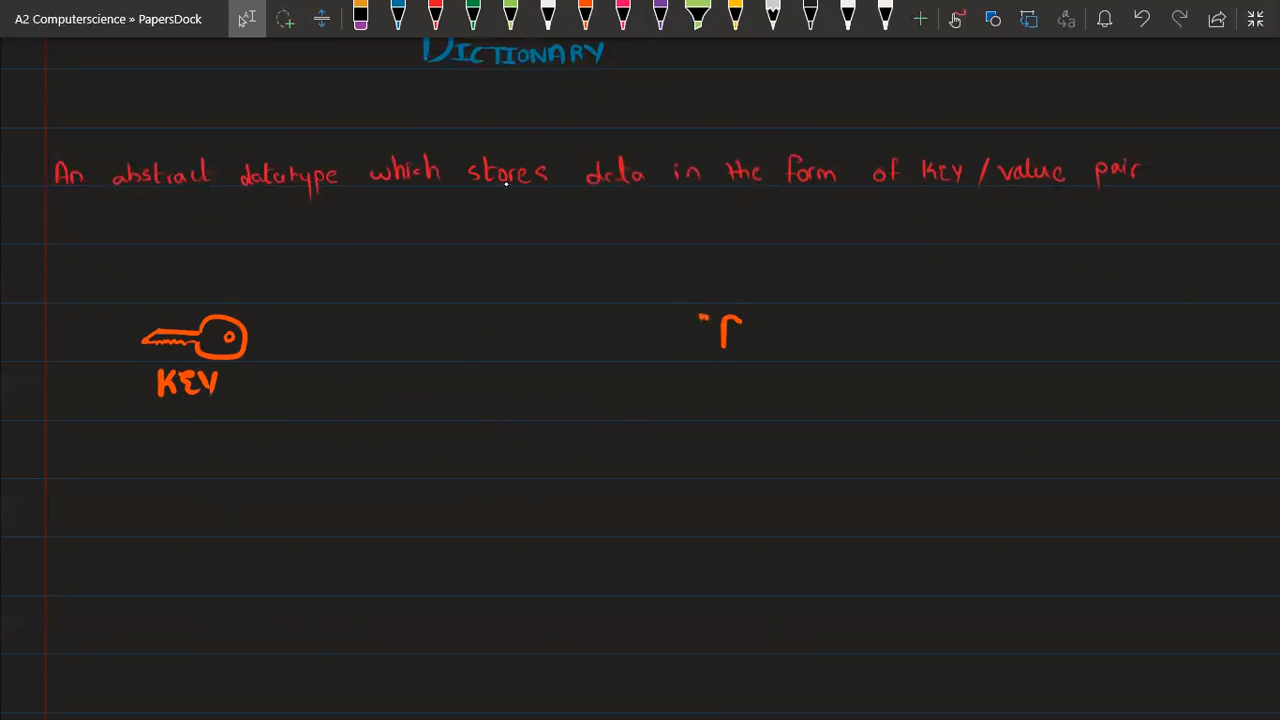 A2 Computerscience » PapersDock
DICTIONARY
An abstract datatype which stores data in the form of KEY / value pair
KEY